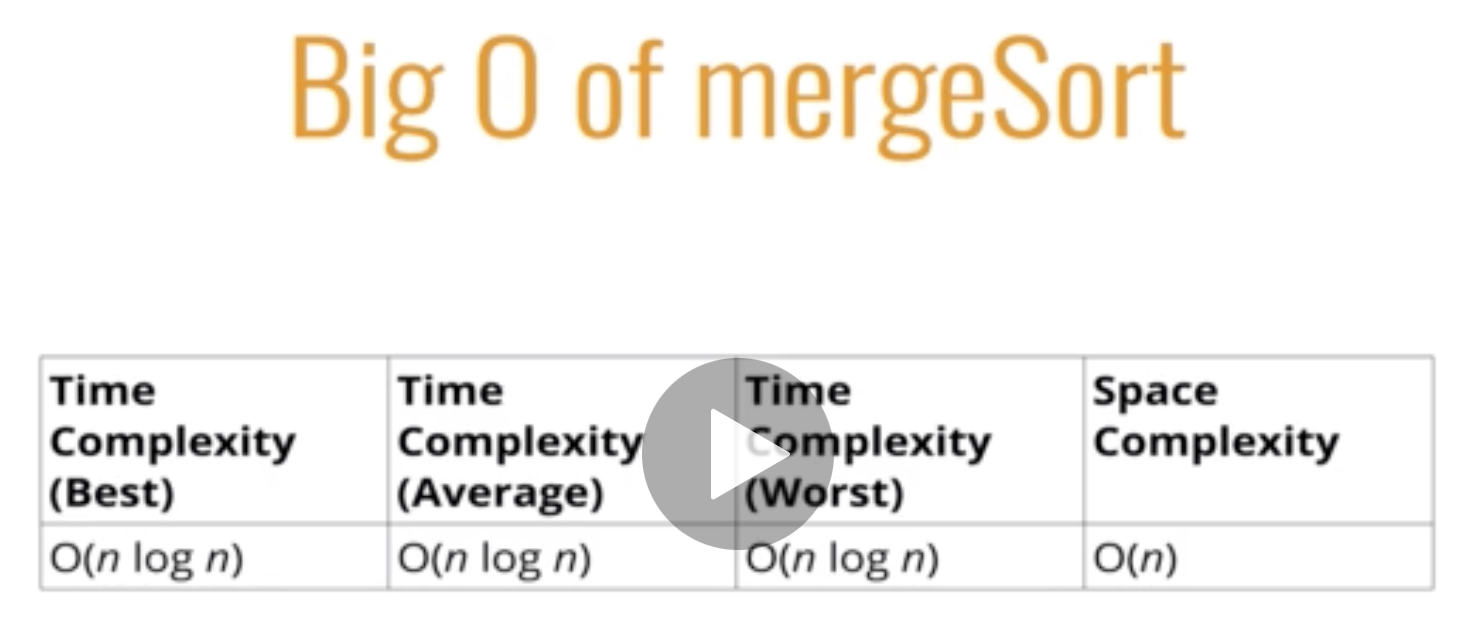 Big O of mergeSort
Time Complexity (Best)
Time Complexity (Average)
Time Complexity (Worst)
Space Complexity
O(n log n)
O(n log n)
O(n log n)
O(n)